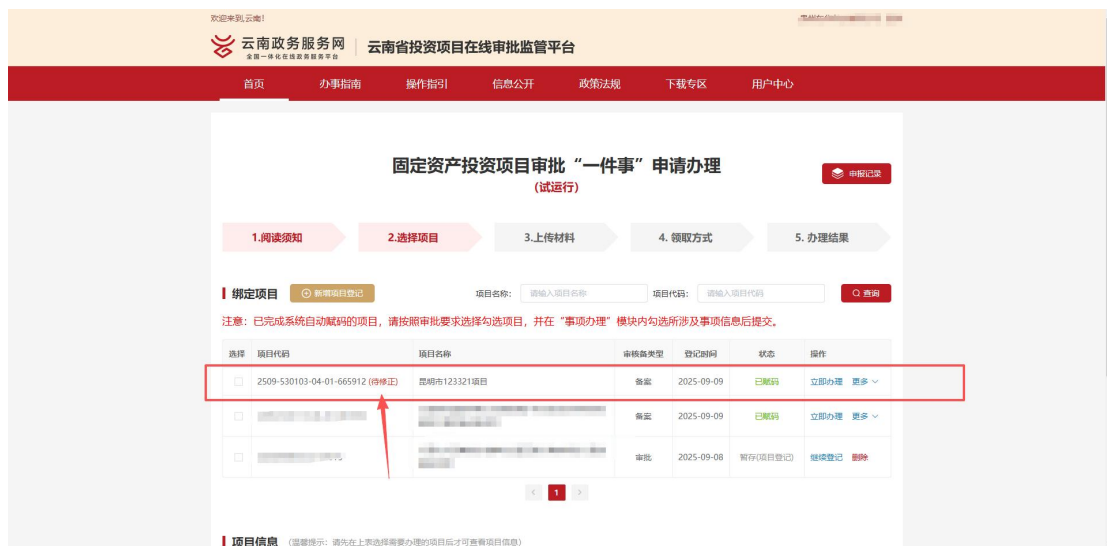 欢迎来到,云南!
云南政务服务网 云南省投资项目在线审批监管平台
全国一体化在线政务服务平台
首页 办事指南 操作指引 信息公开 政策法规 下载专区 用户中心
固定资产投资项目审批“一件事”申请办理
(试运行)
申报记录
1.阅读须知 2.选择项目 3.上传材料 4. 领取方式 5. 办理结果
绑定项目 新增项目登记 项目名称: 请输入项目名称 项目代码: 请输入项目代码 查询
注意:已完成系统自动赋码的项目,请按照审批要求选择勾选项目,并在“事项办理”模块内勾选所涉及事项信息后提交。
选择 项目代码 项目名称 审核备类型 登记时间 状态 操作
2509-530103-04-01-665912 (待修正) 昆明市123321项目 备案 2025-09-09 已赋码 立即办理 更多
备案 2025-09-09 已赋码 立即办理 更多
审批 2025-09-08 暂存(项目登记) 继续登记 删除
1
项目信息 (温馨提示:请先在上表选择需要办理的项目后才可查看项目信息)